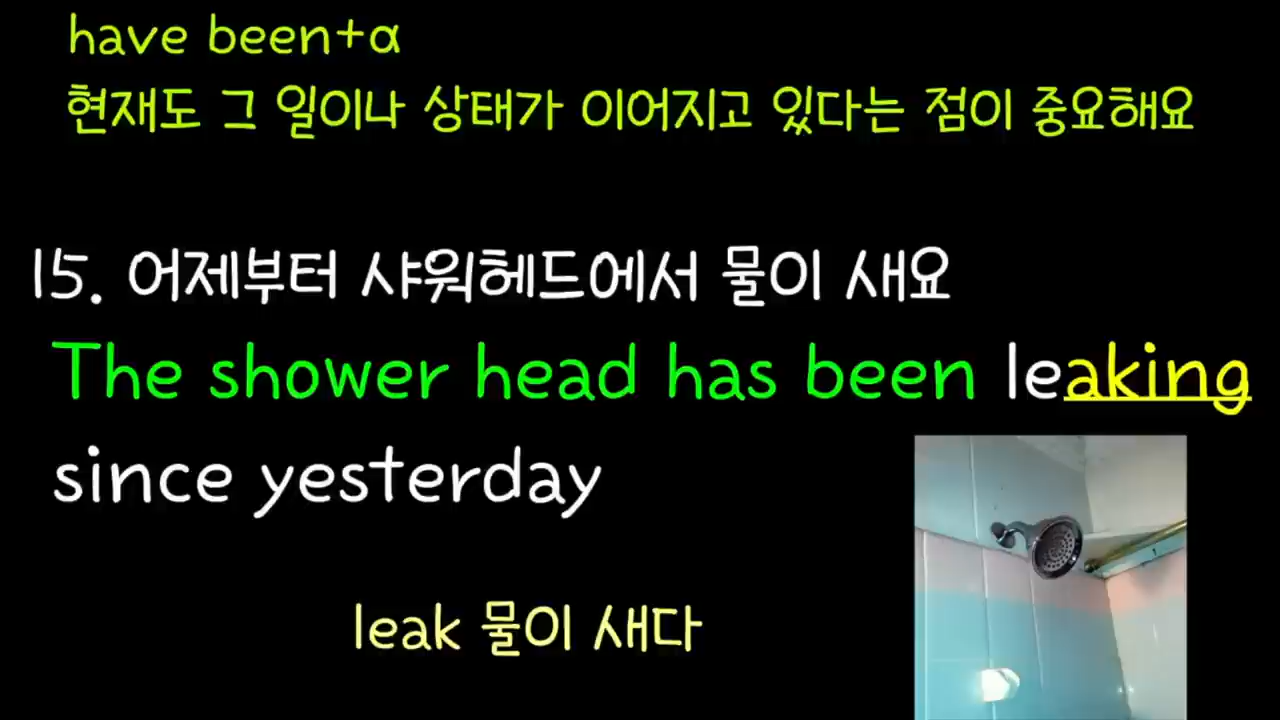 have been+α
현재도 그 일이나 상태가 이어지고 있다는 점이 중요해요
15. 어제부터 샤워헤드에서 물이 새요
The shower head has been leaking
since yesterday
leak 물이 새다